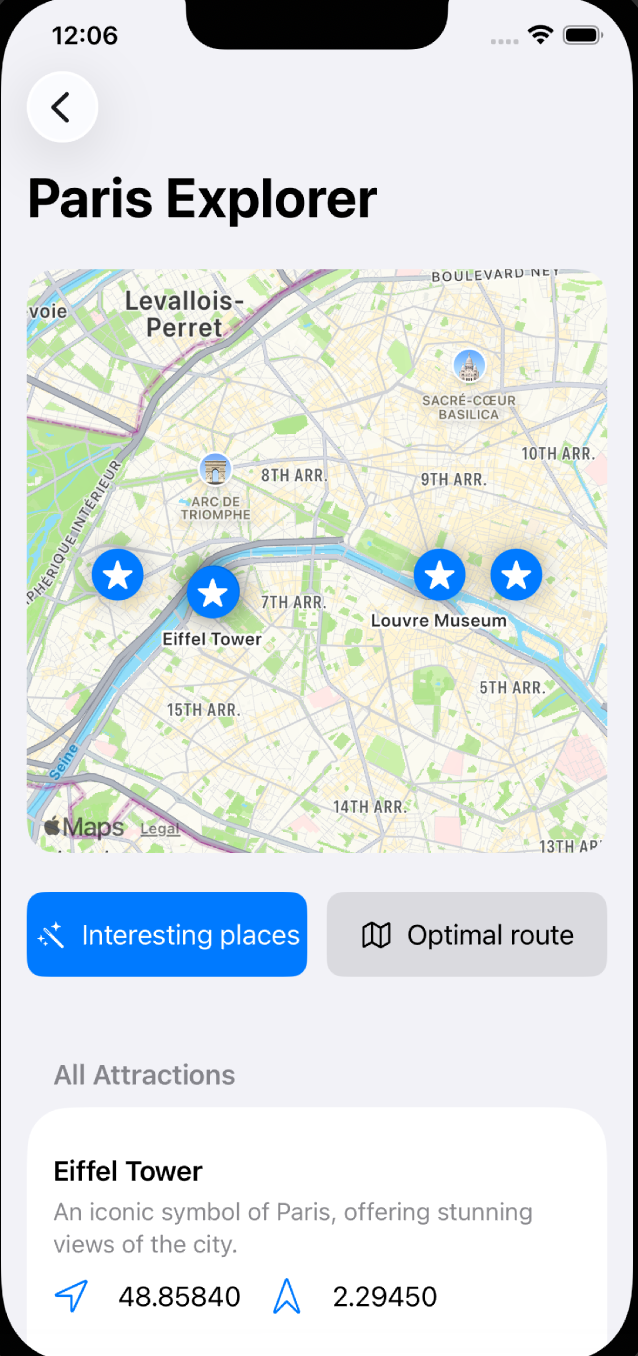 12:06
Paris Explorer
BOULEVARD NEY
voie
Levallois-
Perret
SACRÉ-CŒUR
BASILICA
10TH ARR.
8TH ARR.
9TH ARR.
ARC DE
TRIOMPHE
PHÉRIQUE INTÉRIEUR
7TH ARR.
Louvre Museum
Eiffel Tower
5TH ARR.
15TH ARR.
Seine
14TH ARR.
Maps
Legal
13TH AR
Interesting places
Optimal route
All Attractions
Eiffel Tower
An iconic symbol of Paris, offering stunning
views of the city.
48.85840 2.29450